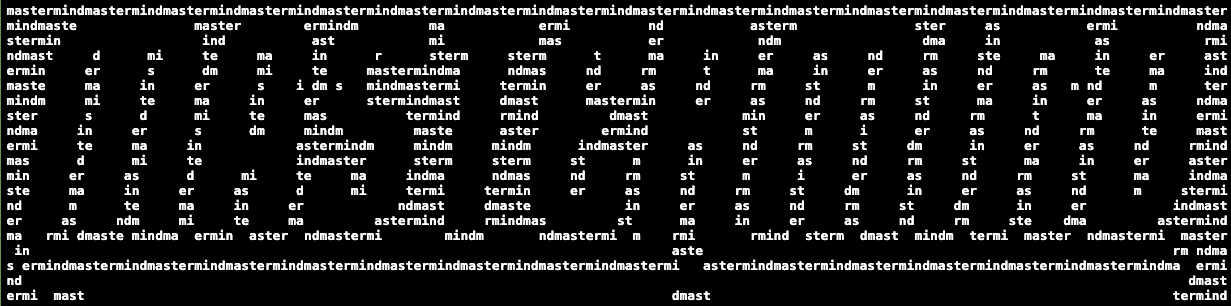 mastermindmastermindmastermindmastermindmastermindmastermindmastermindmastermindmastermindmastermindmastermindmastermindmastermindmastermindmastermindmaster
mindmaste master ermindm ma ermi nd asterm ster as ermi ndma
stermin ind ast mi mas er ndm dma in as rmi
ndmast d mi te ma in r sterm sterm t ma in er as nd rm ste ma in er ast
ermin er s dm mi te mastermindma ndmas nd rm t ma in er as nd rm te ma ind
maste ma in er s i dm s mindmastermi termin er as nd rm st m in er as m nd m ter
mindm mi te ma in er stermindmast dmast mastermin er as nd rm st ma in er as ndma
ster s d mi te mas termind rmind dmast min er as nd rm t ma in ermi
ndma in er s dm mindm maste aster ermind st m i er as nd rm te mast
ermi te ma in astermindm mindm mindm indmaster as nd rm st dm in er as nd rmind
mas d mi te indmaster sterm sterm st m in er as nd rm st ma in er aster
min er as d mi te ma indma ndmas nd rm st m i er as nd rm st ma indma
ste ma in er as d mi termi termin er as nd rm st dm in er as nd m stermi
nd m te ma in er ndmast dmaste in er as nd rm st dm in er indmast
er as ndm mi te ma astermind rmindmas st ma in er as nd rm ste dma astermind
ma rmi dmaste mindma ermin aster ndmastermi mindm ndmastermi m rmi rmind sterm dmast mindm termi master ndmastermi master
in aste rm ndma
s ermindmastermindmastermindmastermindmastermindmastermindmastermindmastermindmastermi astermindmastermindmastermindmastermindmastermindmastermindma ermi
nd dmast
ermi mast dmast termind